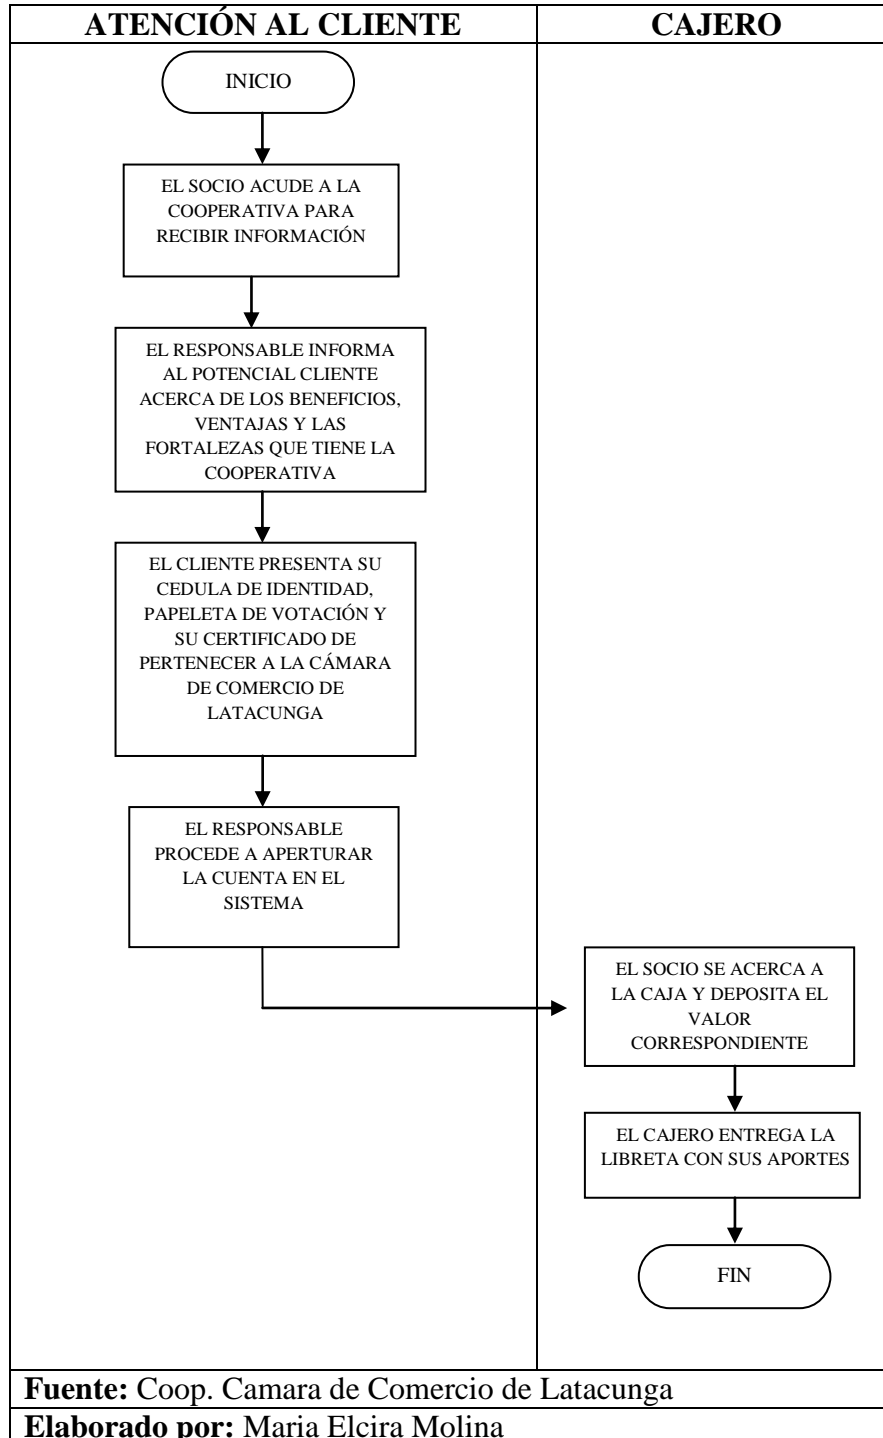 ATENCIÓN AL CLIENTE
CAJERO
INICIO
EL SOCIO ACUDE A LA
COOPERATIVA PARA
RECIBIR INFORMACIÓN
EL RESPONSABLE INFORMA
AL POTENCIAL CLIENTE
ACERCA DE LOS BENEFICIOS,
VENTAJAS Y LAS
FORTALEZAS QUE TIENE LA
COOPERATIVA
EL CLIENTE PRESENTA SU
CEDULA DE IDENTIDAD,
PAPELETA DE VOTACIÓN Y
SU CERTIFICADO DE
PERTENECER A LA CÁMARA
DE COMERCIO DE
LATACUNGA
EL RESPONSABLE
PROCEDE A APERTURAR
LA CUENTA EN EL
SISTEMA
EL SOCIO SE ACERCA A
LA CAJA Y DEPOSITA EL
VALOR
CORRESPONDIENTE
EL CAJERO ENTREGA LA
LIBRETA CON SUS APORTES
FIN
Fuente: Coop. Camara de Comercio de Latacunga
Elaborado por: Maria Elcira Molina